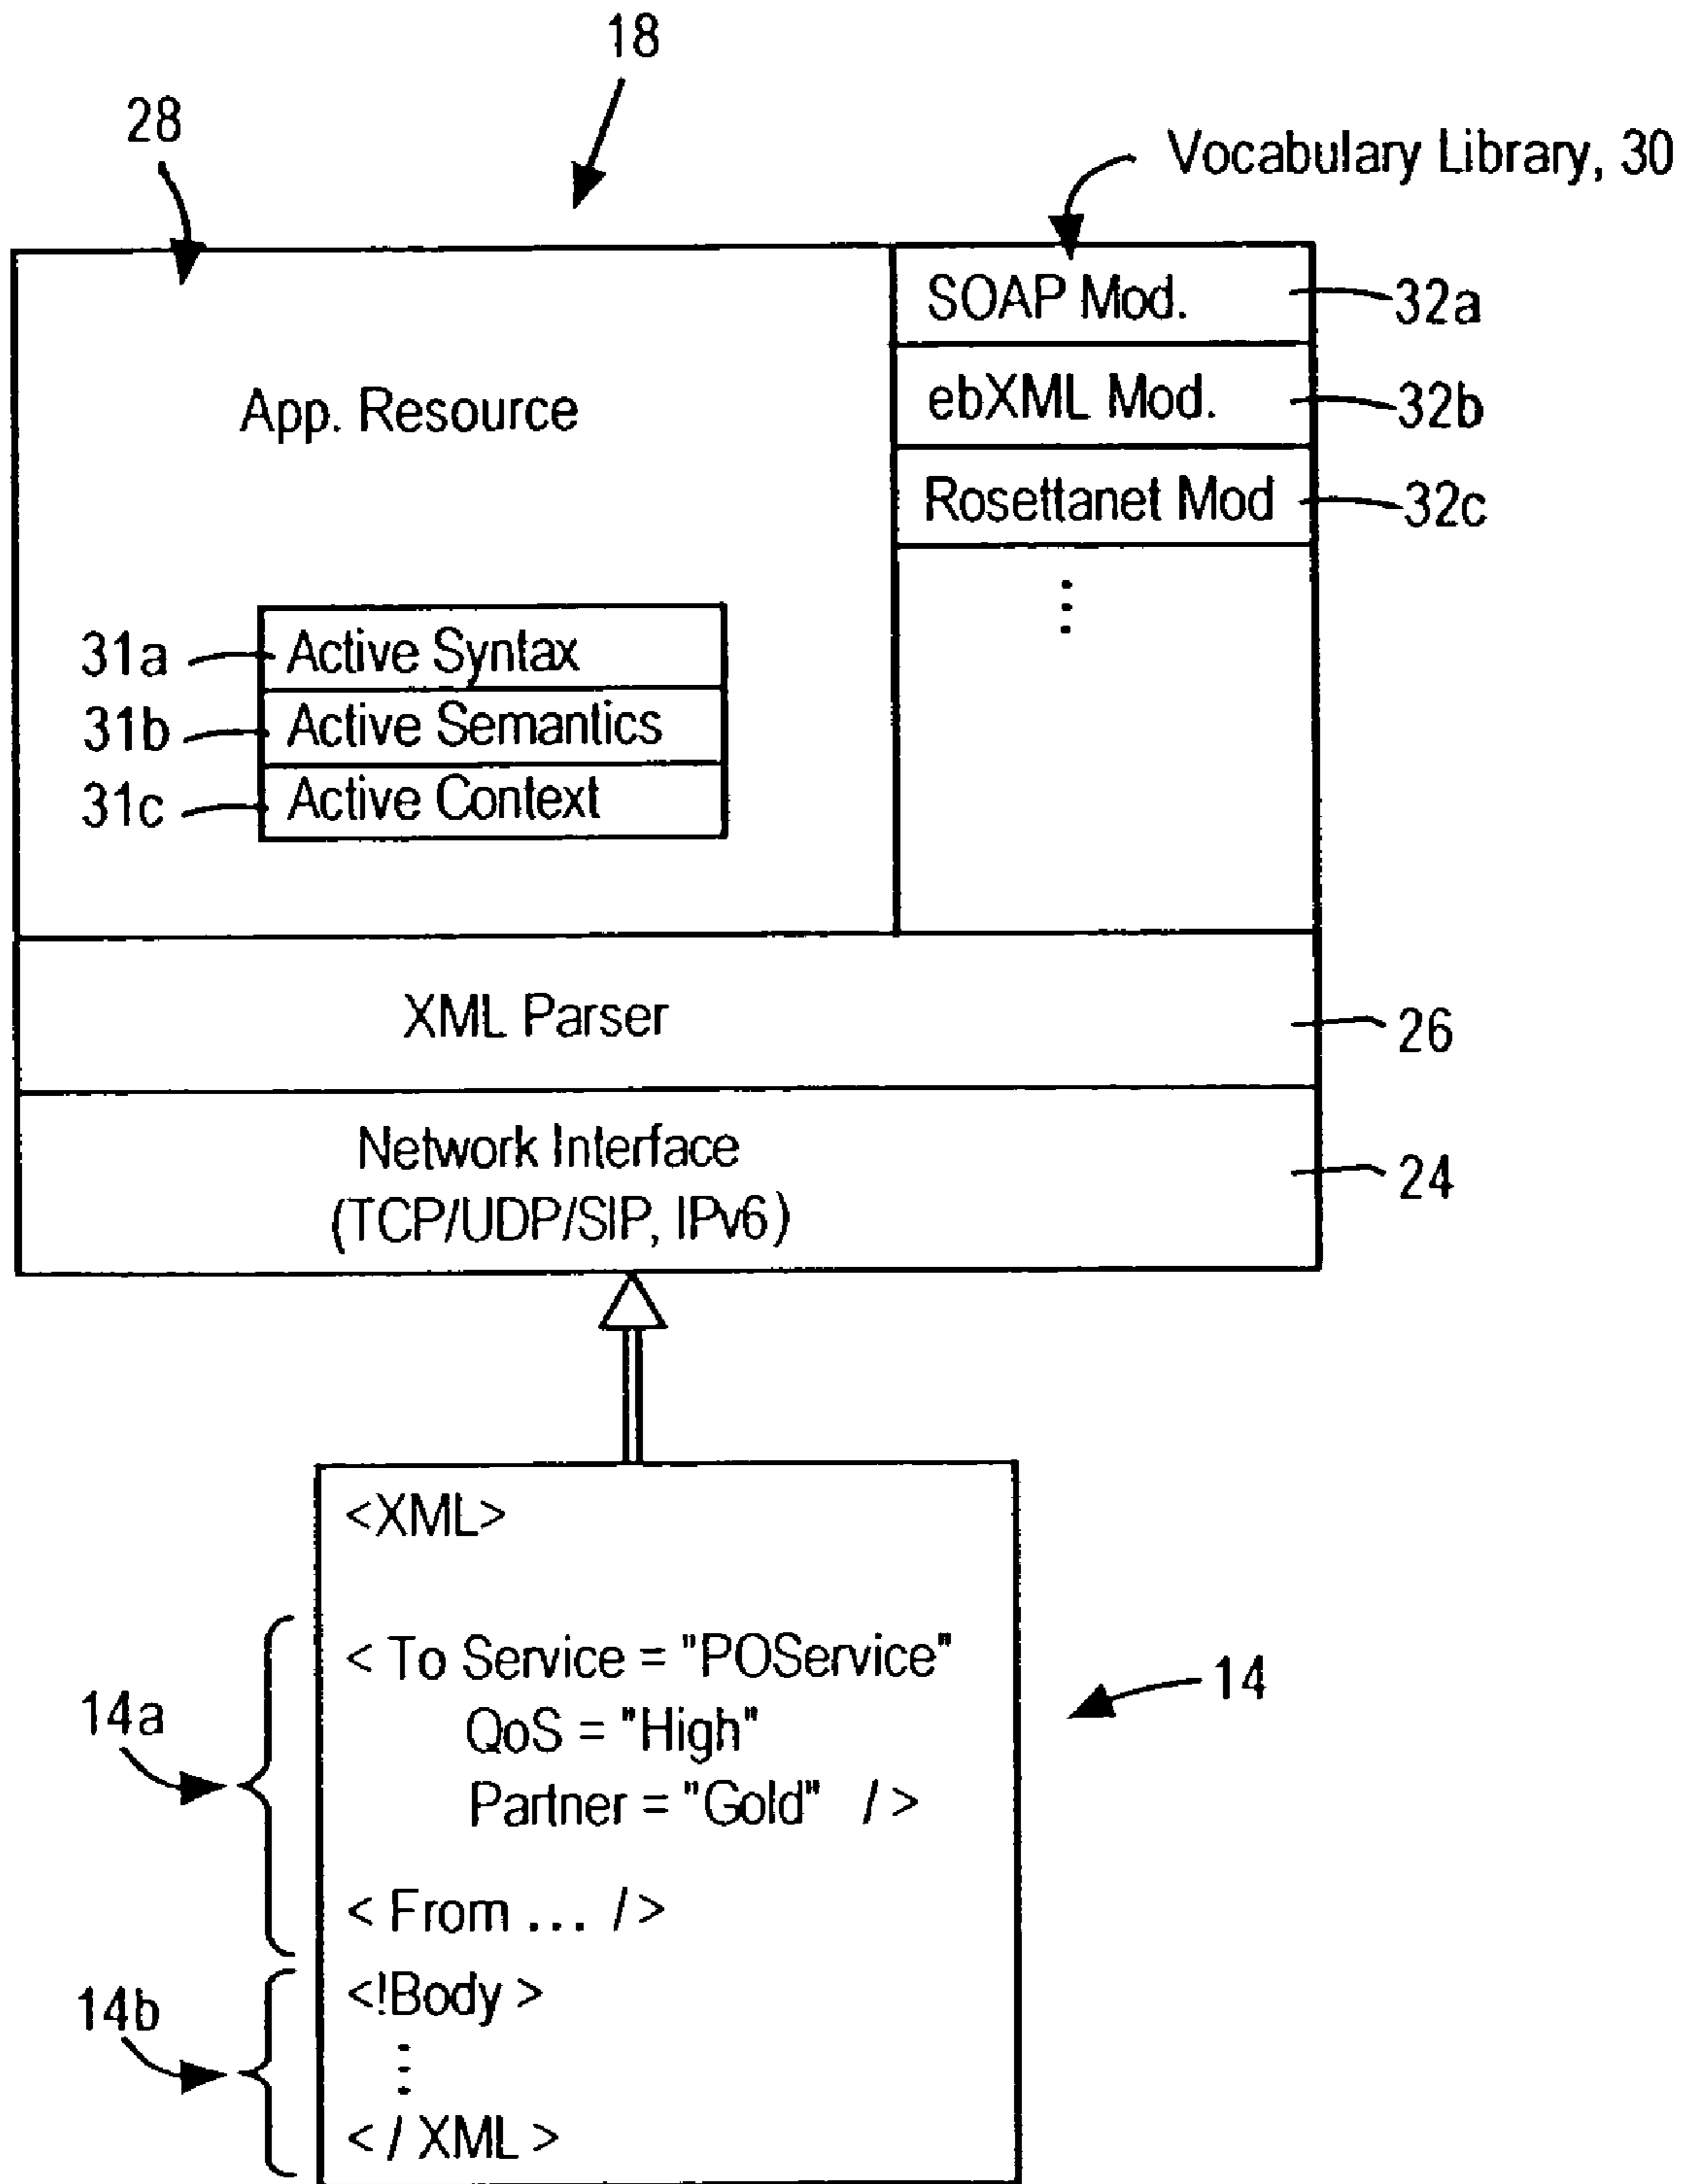 18
28
Vocabulary Library, 30
SOAP Mod.
32a
App. Resource
ebXML Mod.
32b
Rosettanet Mod
32c
⋮
31a
Active Syntax
31b
Active Semantics
31c
Active Context
XML Parser
26
Network Interface
24
(TCP/UDP/SIP, IPv6)
<XML>
< To Service = "POService"
14
14a
QoS = "High"
Partner = "Gold" / >
< From ... / >
14b
<!Body >
⋮
< / XML >